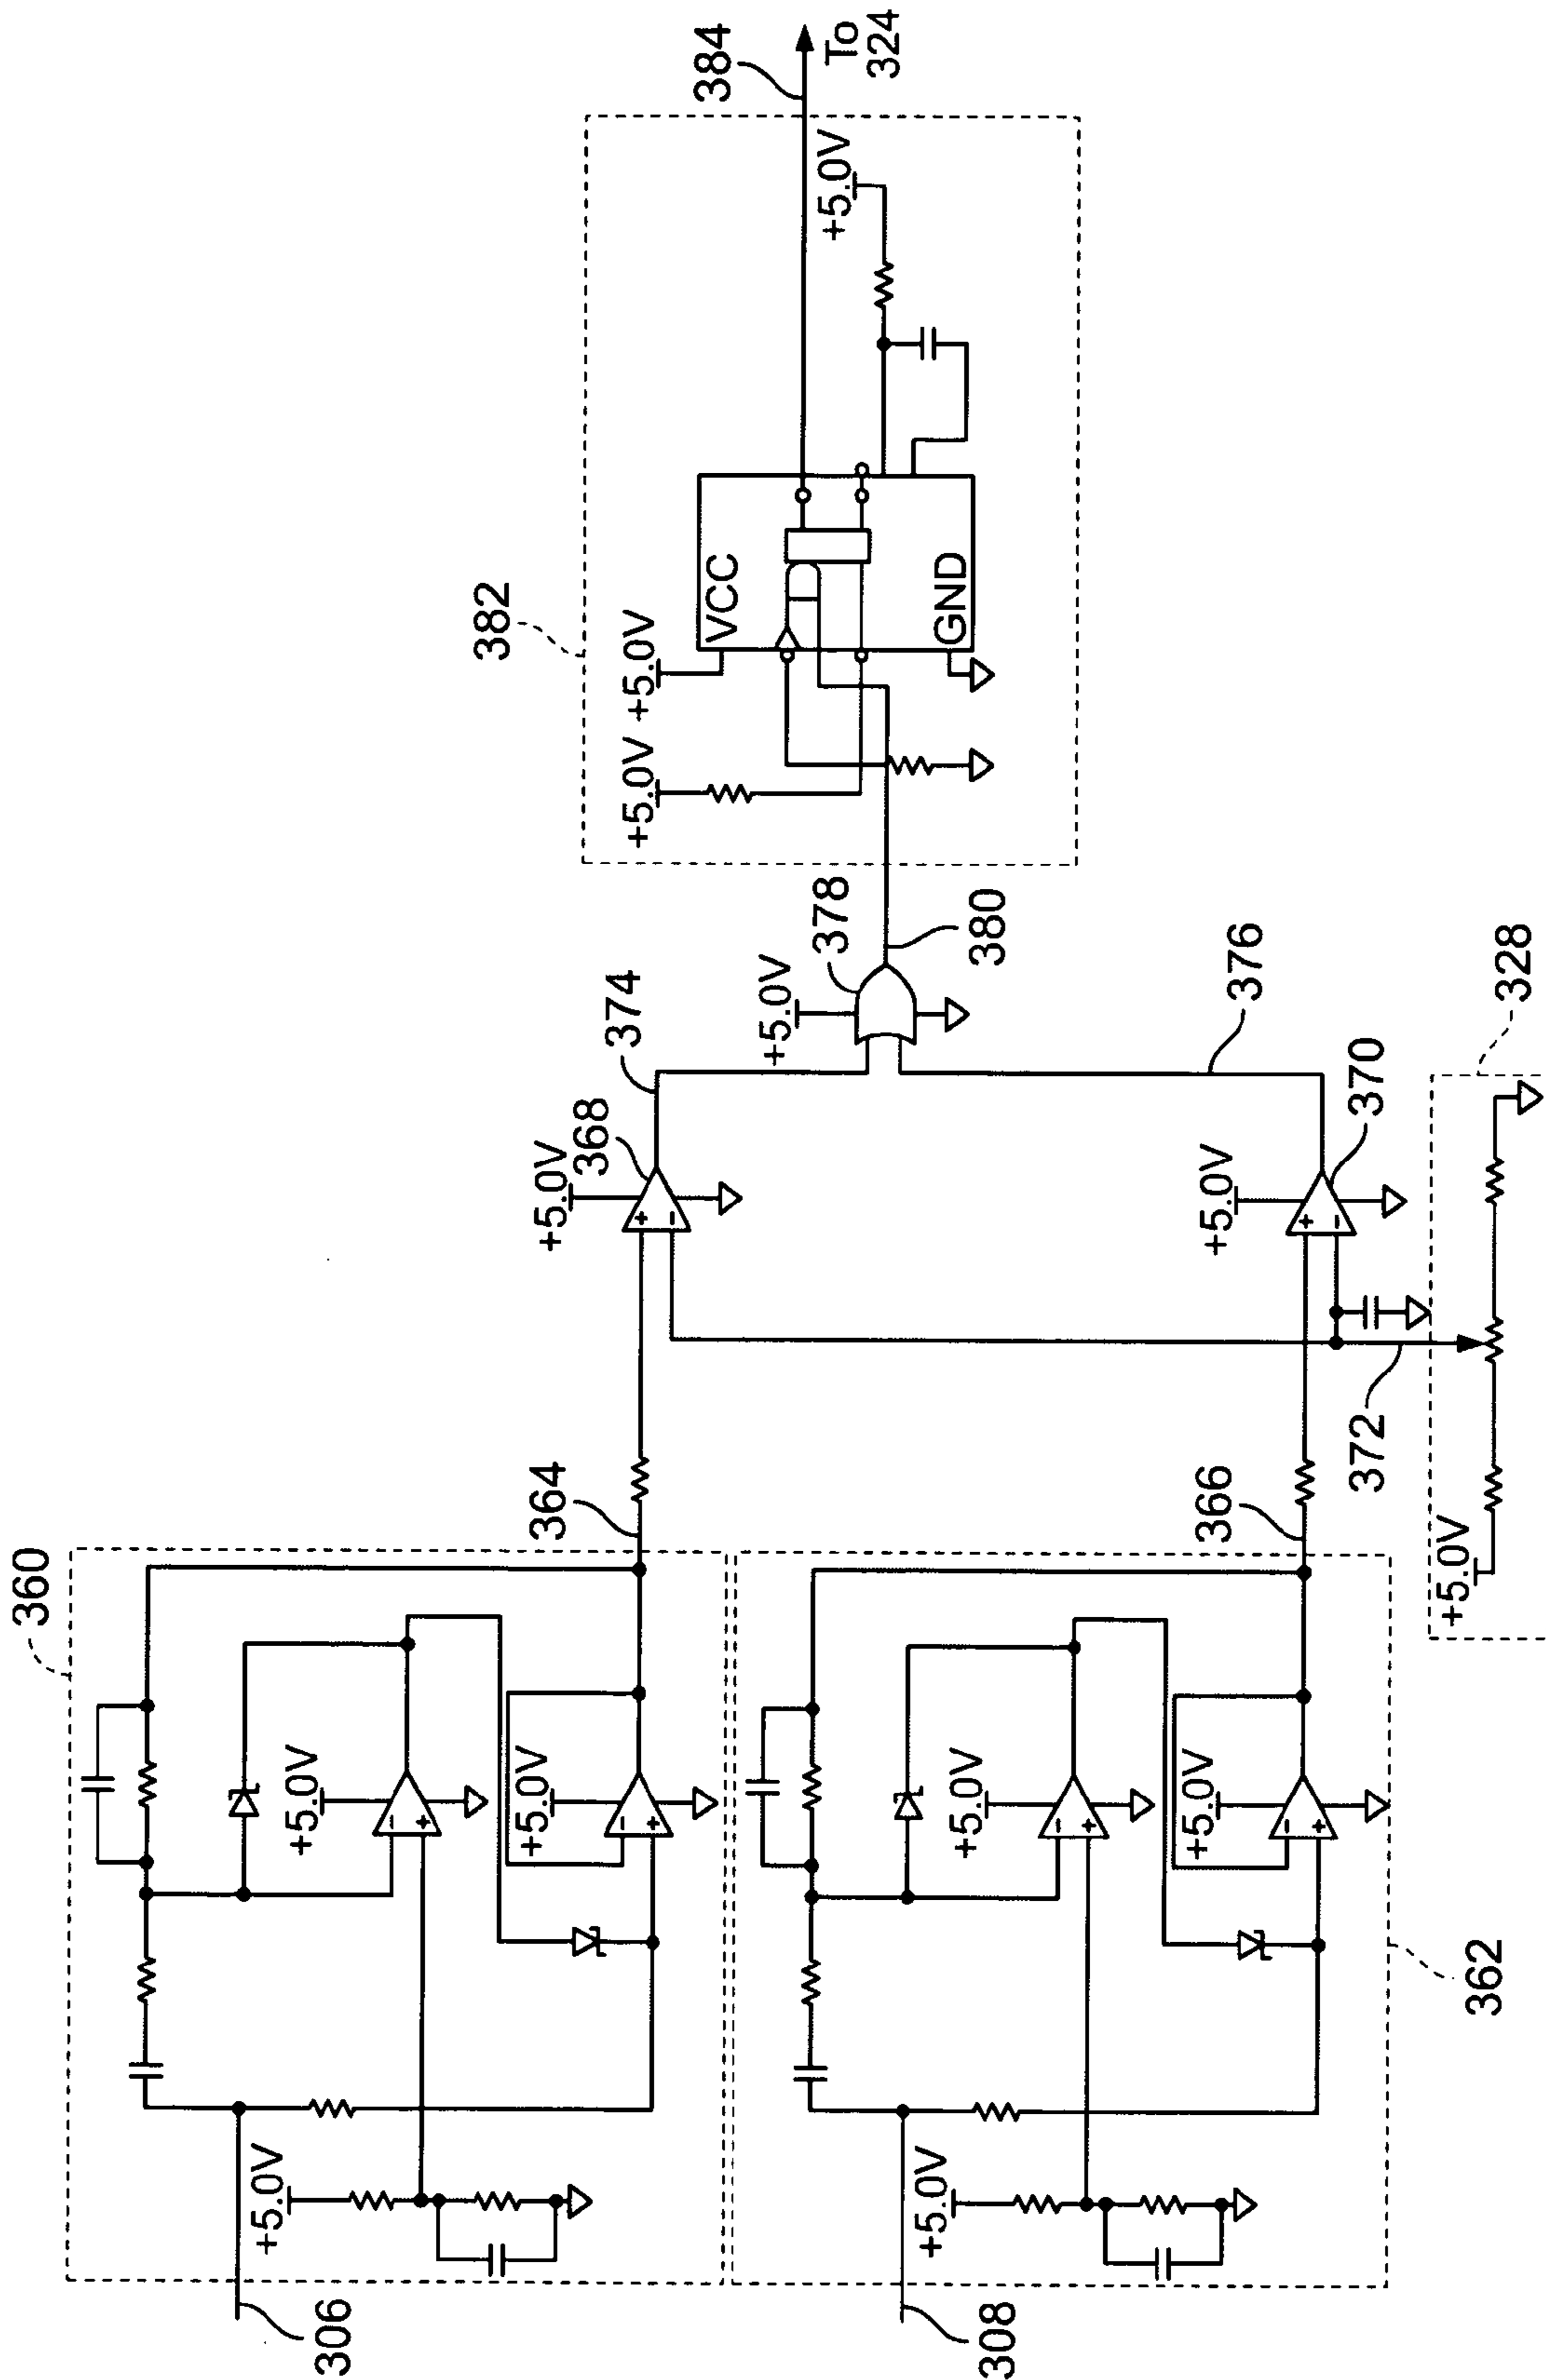 360
306
+5.0V
+5.0V
-
+
+5.0V
-
+
364
308
+5.0V
+5.0V
-
+
+5.0V
-
+
366
362
+5.0V
368
+
-
374
+5.0V
+
-
370
376
372
+5.0V
328
+5.0V
378
380
382
+5.0V
+5.0V
VCC
GND
+5.0V
384
To
324